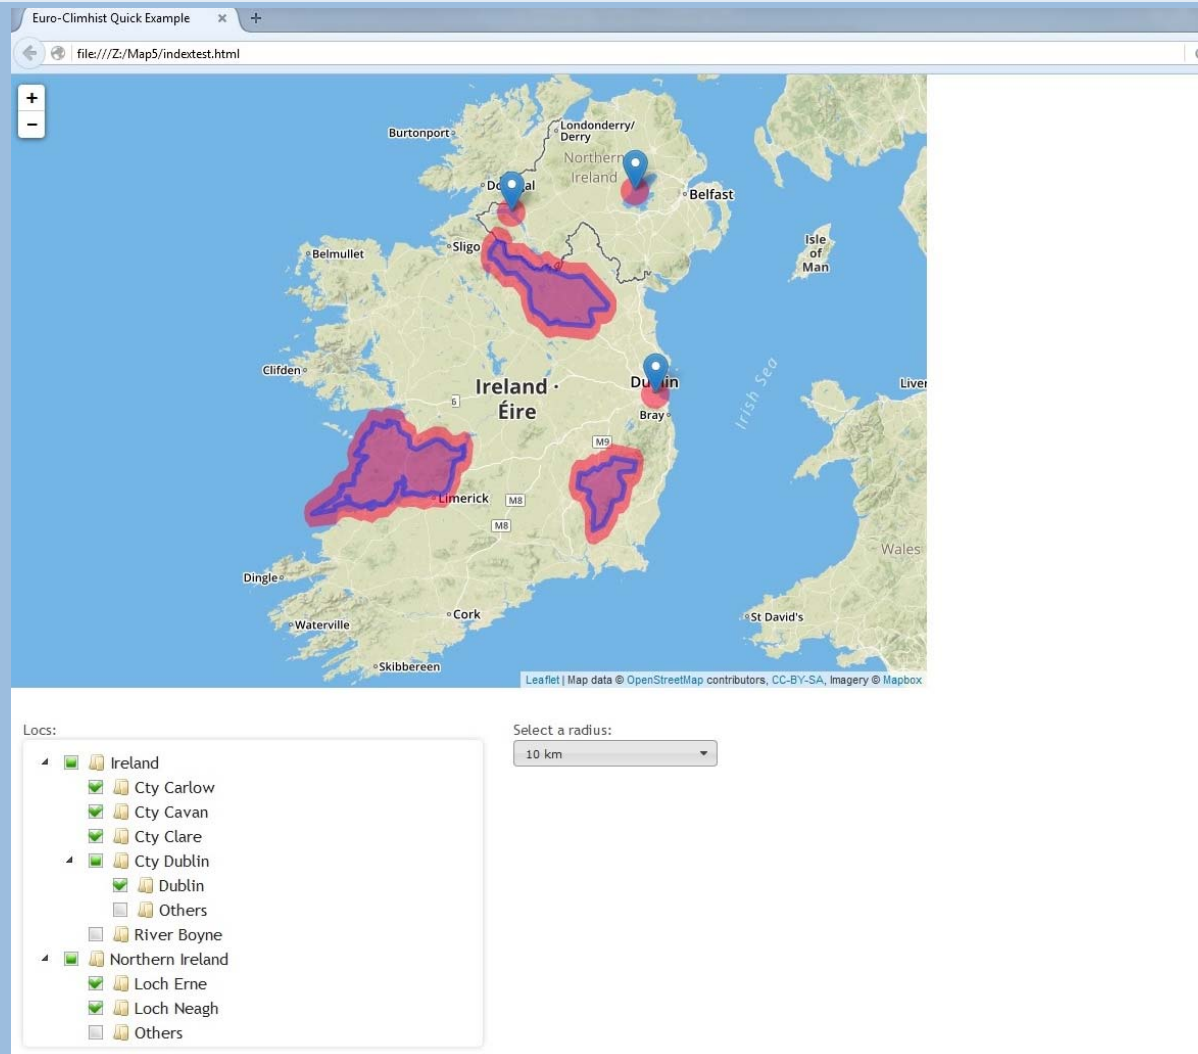 Euro-Climhist Quick Example × +
file:///Z:/Map5/indextest.html
+
−
Burtonport
Londonderry/
Derry
Northern
Ireland
Belfast
Sligo
Belmullet
Isle
of
Man
Clifden
Ireland ·
Éire
6
Bray
Irish Sea
M9
Limerick
M8
M8
Wales
Dingle
Cork
St David's
Waterville
Skibbereen
Leaflet | Map data © OpenStreetMap contributors, CC-BY-SA, Imagery © Mapbox
Locs:
Select a radius:
10 km
Ireland
Cty Carlow
Cty Cavan
Cty Clare
Cty Dublin
Dublin
Others
River Boyne
Northern Ireland
Loch Erne
Loch Neagh
Others